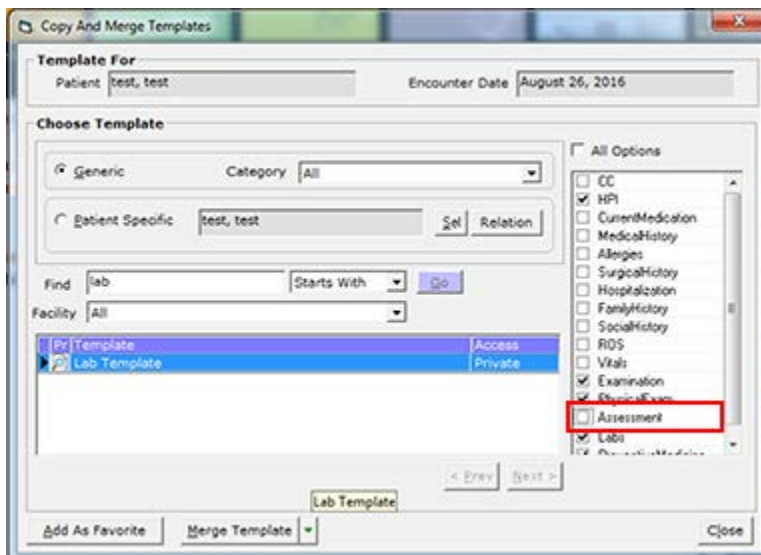 Copy And Merge Templates
Template For
Patient test, test Encounter Date August 26, 2016
Choose Template
Generic Category All
Patient Specific test, test Sel Relation
Find lab Starts With Go
Facility All
Pr Template Access
Lab Template Private
< Prev Next >
Lab Template
Add As Favorite Merge Template Close
All Options
CC
HPI
CurrentMedication
MedicalHistory
Allergies
SurgicalHistory
Hospitalization
FamilyHistory
SocialHistory
ROS
Vitals
Examination
PhysicalExam
Assessment
Labs
PreventiveMedicine